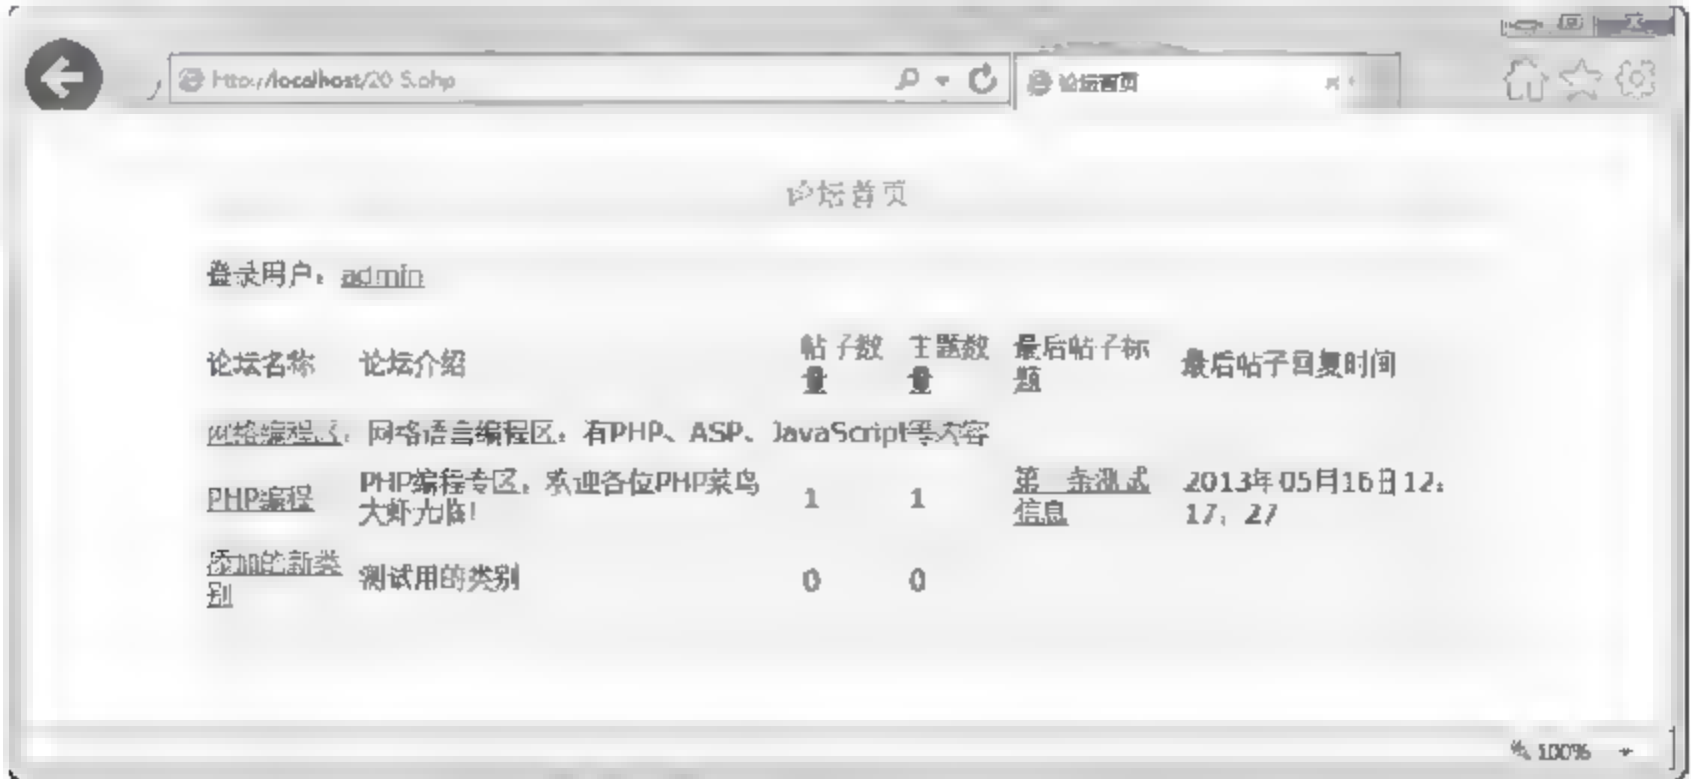 http://localhost/20-5.php
论坛首页
论坛首页
登录用户：admin
论坛名称 论坛介绍 帖子数量 主题数量 最后帖子标题 最后帖子回复时间
网络编程区：网络语言编程区：有PHP、ASP、JavaScript等内容
PHP编程 PHP编程专区，欢迎各位PHP菜鸟大虾光临！ 1 1 第一条测试信息 2013年05月16日12：17：27
添加的新类别 测试用的类别 0 0
100%